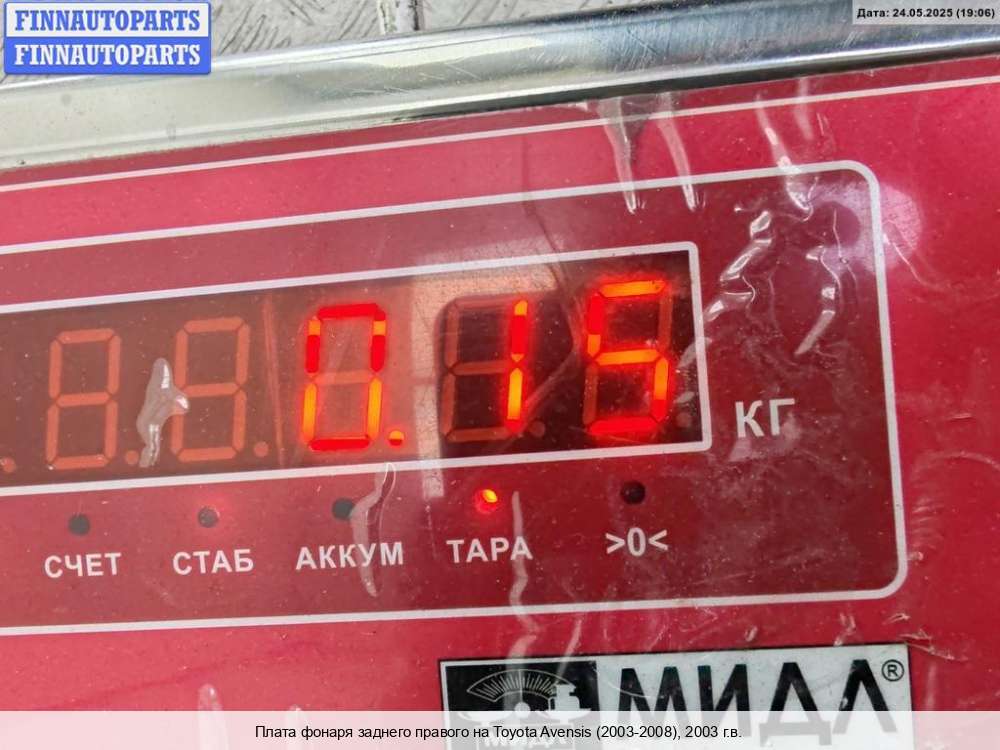 FINNAUTOPARTS
FINNAUTOPARTS
Дата: 24.05.2025 (19:06)
0.15
КГ
СЧЕТ СТАБ АККУМ ТАРА >0<
МИДЛ®
МИДЛ
Плата фонаря заднего правого на Toyota Avensis (2003-2008), 2003 г.в.